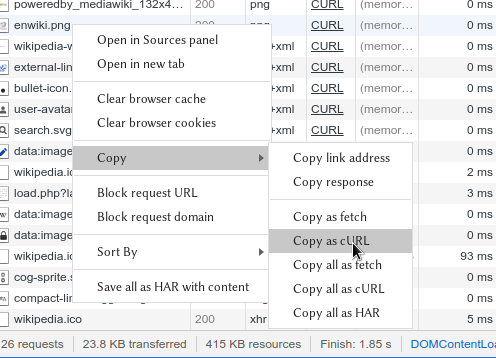 poweredby_mediawiki_132x4... 200 png CURL (memor... 0 ms
enwiki.png CURL (memor... 0 ms
wikipedia-w +xml CURL (memor... 0 ms
external-lin +xml CURL (memor... 0 ms
bullet-icon. +xml CURL (memor... 0 ms
user-avatar +xml CURL (memor... 0 ms
search.svg +xml CURL (memor... 0 ms
data:image 0 ms
wikipedia.ic 2 ms
load.php?la 3 ms
data:image 0 ms
data:image 0 ms
wikipedia.ic 93 ms
cog-sprite.s 0 ms
compact-lin 0 ms
wikipedia.ico 200 xhr 5 ms
Open in Sources panel
Open in new tab
Clear browser cache
Clear browser cookies
Copy
Block request URL
Block request domain
Sort By
Save all as HAR with content
Copy link address
Copy response
Copy as fetch
Copy as cURL
Copy all as fetch
Copy all as cURL
Copy all as HAR
26 requests 23.8 KB transferred 415 KB resources Finish: 1.85 s DOMContentLoa